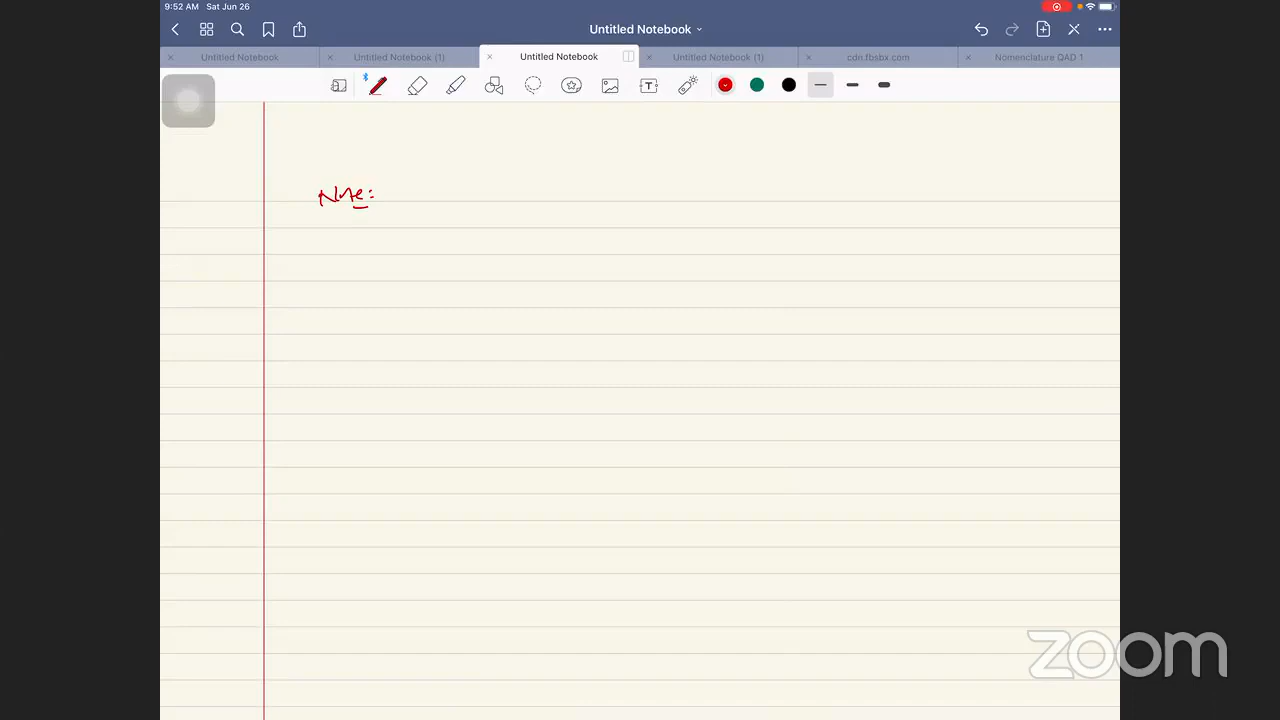 9:52 AM Sat Jun 26
Untitled Notebook
Untitled Notebook
Untitled Notebook (1)
Untitled Notebook
Untitled Notebook (1)
cdn.fbsbx.com
Nomenclature QAD 1
T
Note:
zoom